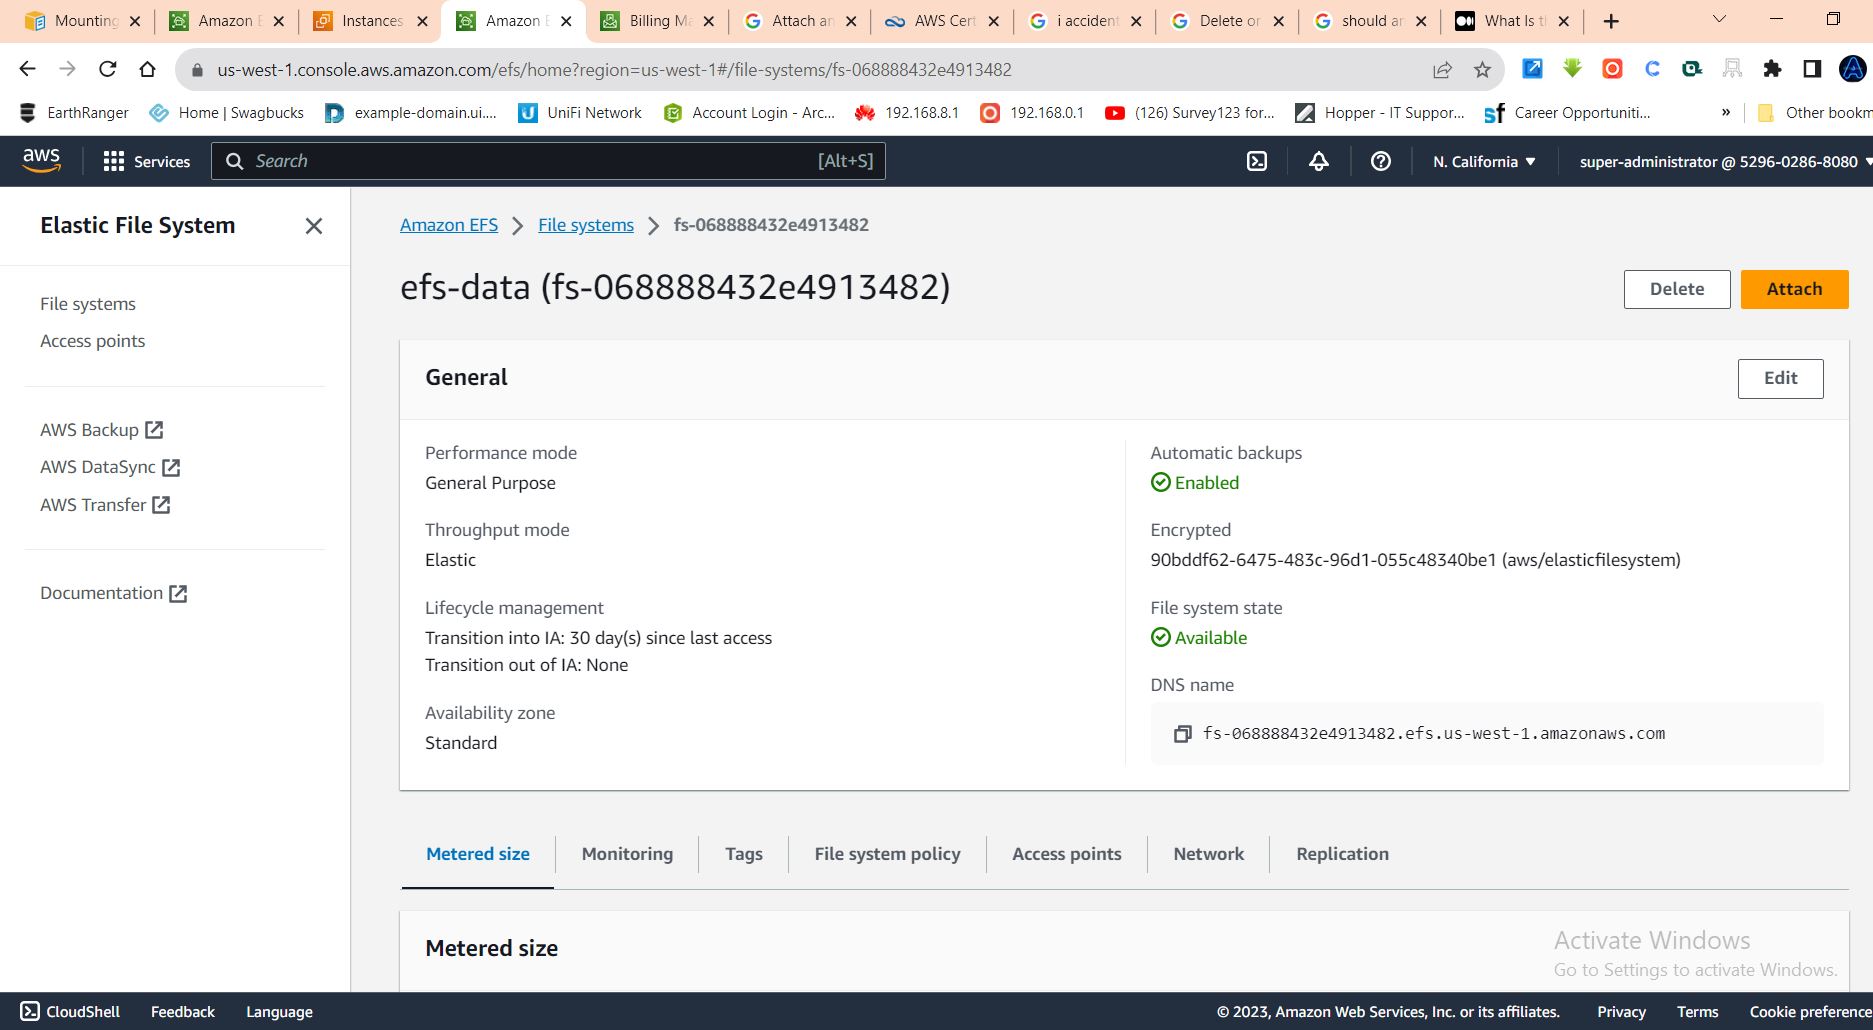 Mounting
Amazon E
Instances
Amazon E
Billing Ma
Attach an
AWS Cert
i accident
Delete or
should an
What Is th
us-west-1.console.aws.amazon.com/efs/home?region=us-west-1#/file-systems/fs-068888432e4913482
EarthRanger
Home | Swagbucks
example-domain.ui....
UniFi Network
Account Login - Arc...
192.168.8.1
192.168.0.1
(126) Survey123 for...
Hopper - IT Suppor...
Career Opportuniti...
»
Other bookm
aws
Services
Search
[Alt+S]
N. California
super-administrator @ 5296-0286-8080
Elastic File System
File systems
Access points
AWS Backup
AWS DataSync
AWS Transfer
Documentation
Amazon EFS
File systems
fs-068888432e4913482
efs-data (fs-068888432e4913482)
Delete
Attach
General
Edit
Performance mode
General Purpose
Throughput mode
Elastic
Lifecycle management
Transition into IA: 30 day(s) since last access
Transition out of IA: None
Availability zone
Standard
Automatic backups
Enabled
Encrypted
90bddf62-6475-483c-96d1-055c48340be1 (aws/elasticfilesystem)
File system state
Available
DNS name
fs-068888432e4913482.efs.us-west-1.amazonaws.com
Metered size
Monitoring
Tags
File system policy
Access points
Network
Replication
Metered size
Activate Windows
Go to Settings to activate Windows.
CloudShell
Feedback
Language
© 2023, Amazon Web Services, Inc. or its affiliates.
Privacy
Terms
Cookie preference